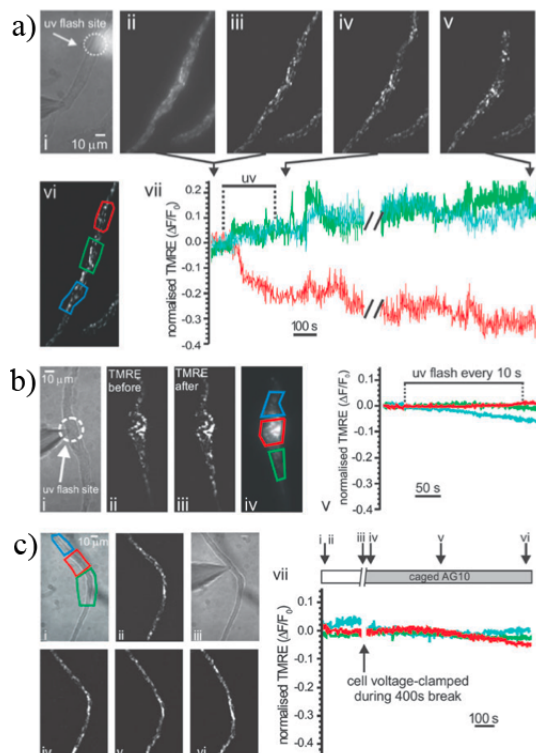 a)
uv flash site
i
10 μm
ii
iii
iv
v
vi
vii
uv
normalised TMRE (ΔF/F₀)
0.2
0.1
0.0
-0.1
-0.2
-0.3
-0.4
100 s
b)
10 μm
uv flash site
i
TMRE before
ii
TMRE after
iii
iv
v
uv flash every 10 s
normalised TMRE (ΔF/F₀)
0.1
0.0
-0.1
-0.2
-0.3
-0.4
50 s
c)
10 μm
i
ii
iii
iv
v
vi
vii
i ii iii iv v vi
caged AG10
normalised TMRE (ΔF/F₀)
0.1
0.0
-0.1
-0.2
-0.3
-0.4
cell voltage-clamped
during 400s break
100 s